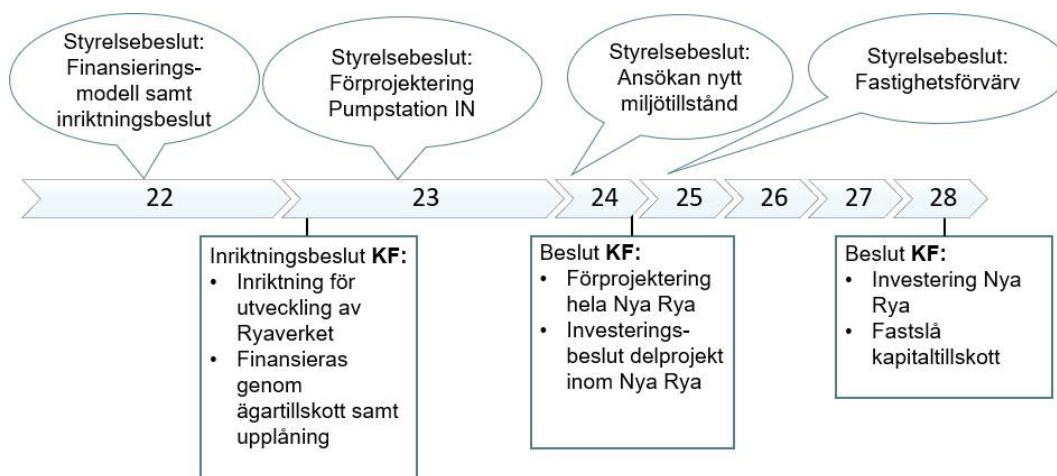 Styrelsebeslut:
Finansierings-
modell samt
inriktningsbeslut
Styrelsebeslut:
Förprojektering
Pumpstation IN
Styrelsebeslut:
Ansökan nytt
miljötillstånd
Styrelsebeslut:
Fastighetsförvärv
22
23
24
25
26
27
28
Inriktningsbeslut KF:
• Inriktning för
utveckling av
Ryaverket
• Finansieras
genom
ägartillskott samt
upplåning
Beslut KF:
• Förprojektering
hela Nya Rya
• Investerings-
beslut delprojekt
inom Nya Rya
Beslut KF:
• Investering Nya
Rya
• Fastslå
kapitaltillskott